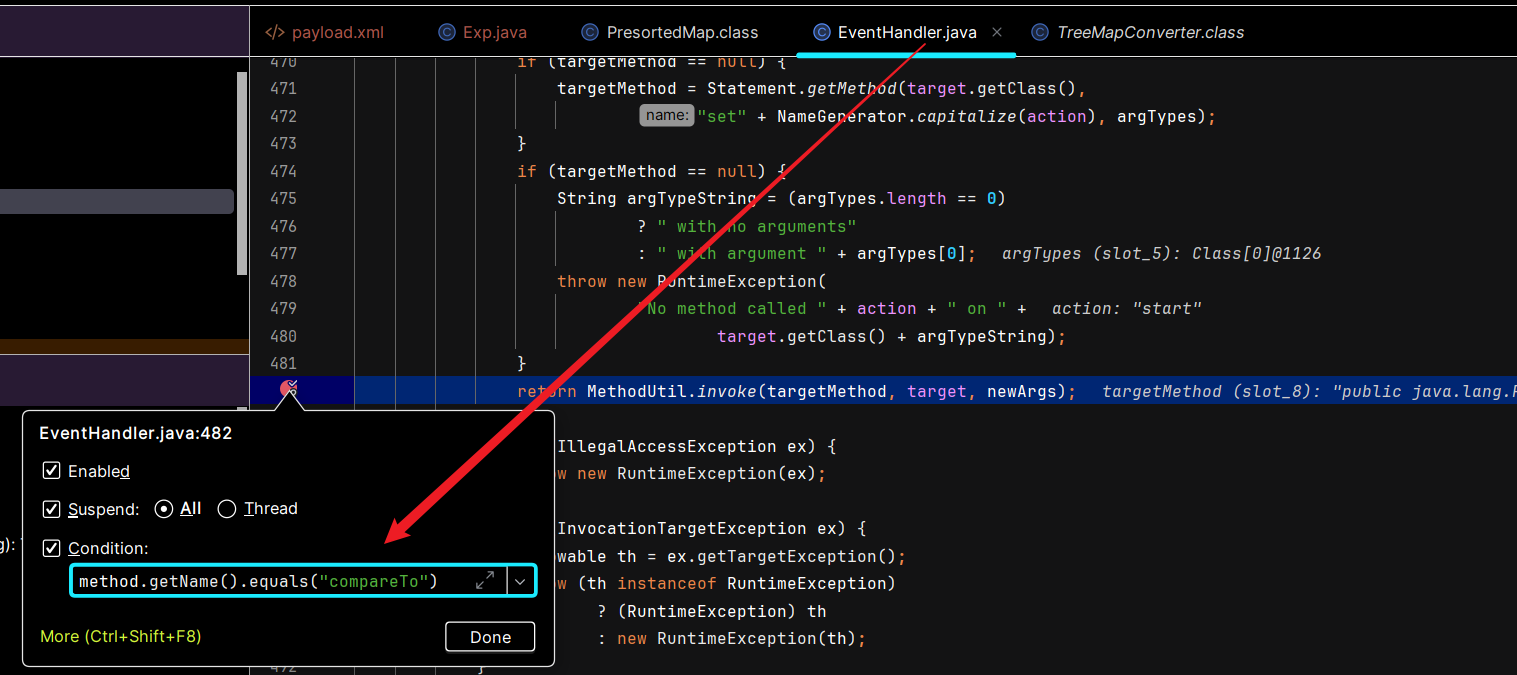 payload.xml
Exp.java
PresortedMap.class
EventHandler.java
TreeMapConverter.class
470 if (targetMethod == null) {
471 targetMethod = Statement.getMethod(target.getClass(),
472 name: "set" + NameGenerator.capitalize(action), argTypes);
473 }
474 if (targetMethod == null) {
475 String argTypeString = (argTypes.length == 0)
476 ? " with no arguments"
477 : " with argument " + argTypes[0]; argTypes (slot_5): Class[0]@1126
478 throw new RuntimeException(
479 "No method called " + action + " on " + action: "start"
480 target.getClass() + argTypeString);
481 }
return MethodUtil.invoke(targetMethod, target, newArgs); targetMethod (slot_8): "public java.lang.
EventHandler.java:482
Enabled
Suspend: All Thread
Condition:
method.getName().equals("compareTo")
More (Ctrl+Shift+F8)
Done
IllegalAccessException ex) {
w new RuntimeException(ex);
InvocationTargetException ex) {
wable th = ex.getTargetException();
w (th instanceof RuntimeException)
? (RuntimeException) th
: new RuntimeException(th);
}
g):